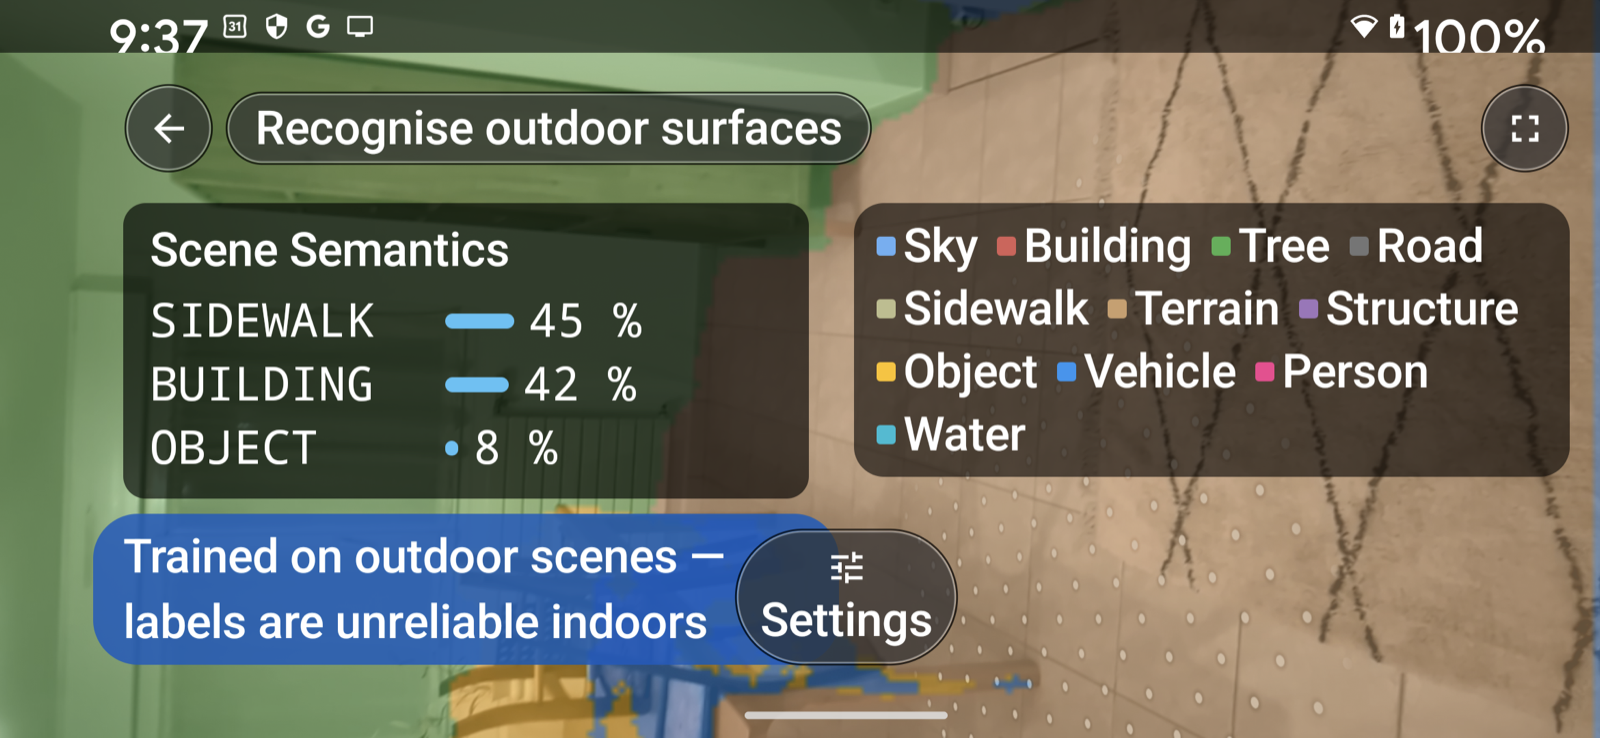 9:37 31 G 100%
Recognise outdoor surfaces
Scene Semantics
SIDEWALK 45 %
BUILDING 42 %
OBJECT 8 %
Sky Building Tree Road
Sidewalk Terrain Structure
Object Vehicle Person
Water
Trained on outdoor scenes —
labels are unreliable indoors
Settings